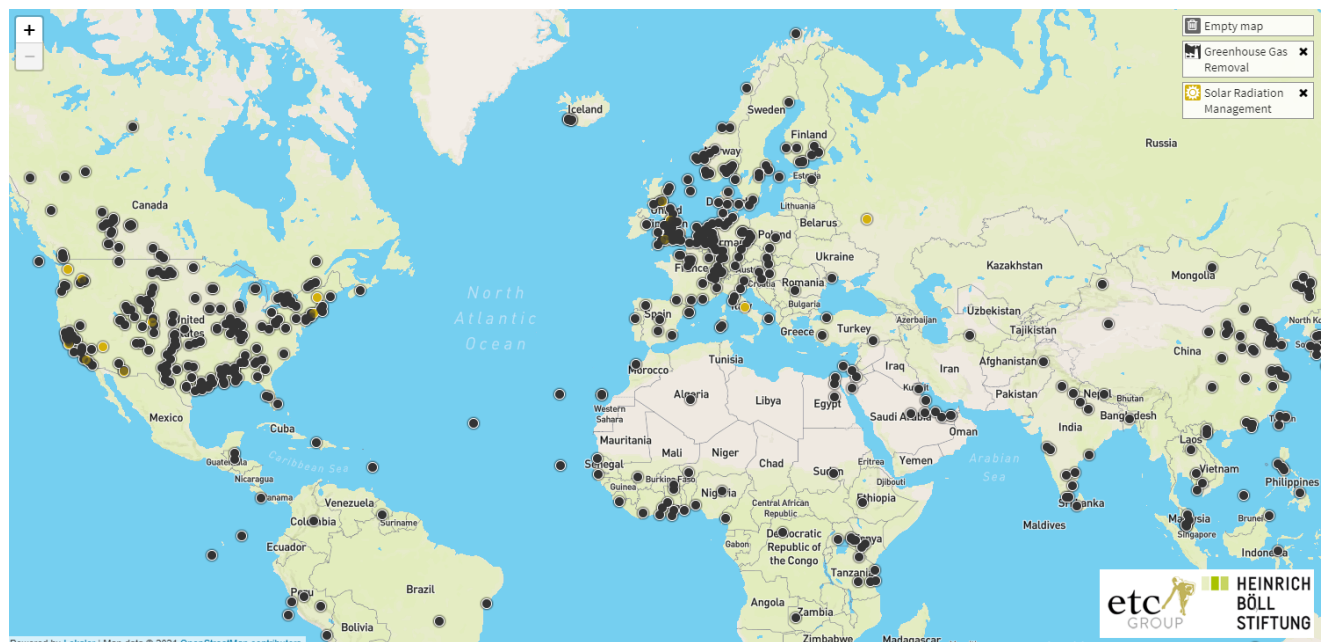 +
−
Empty map
Greenhouse Gas
Removal
Solar Radiation
Management
Iceland
Sweden
Finland
Russia
Canada
Lithuania
Belarus
Poland
Ukraine
Kazakhstan
Mongolia
Romania
Bulgaria
North
Atlantic
Ocean
United
Spain
Greece
Turkey
Azerbaijan
Uzbekistan
Tajikistan
China
Afghanistan
Tunisia
Morocco
Iraq
Iran
Pakistan
Nepal
Bhutan
Bangladesh
Algeria
Libya
Egypt
Saudi Arabia
Kuwait
Oman
India
Mexico
Cuba
Western
Sahara
Mauritania
Mali
Niger
Chad
Sudan
Eritrea
Yemen
Arabian
Sea
Laos
Vietnam
Philippines
Caribbean Sea
Guatemala
Nicaragua
Panama
Senegal
Guinea
Burkina Faso
Nigeria
Djibouti
Ethiopia
Central African
Republic
Sri Lanka
Maldives
Malaysia
Brunei
Singapore
Indonesia
Venezuela
Colombia
Suriname
Ecuador
Gabon
Democratic
Republic of
the Congo
Kenya
Tanzania
Peru
Brazil
Bolivia
Angola
Zambia
Zimbabwe
Madagascar
etc
GROUP
HEINRICH
BÖLL
STIFTUNG